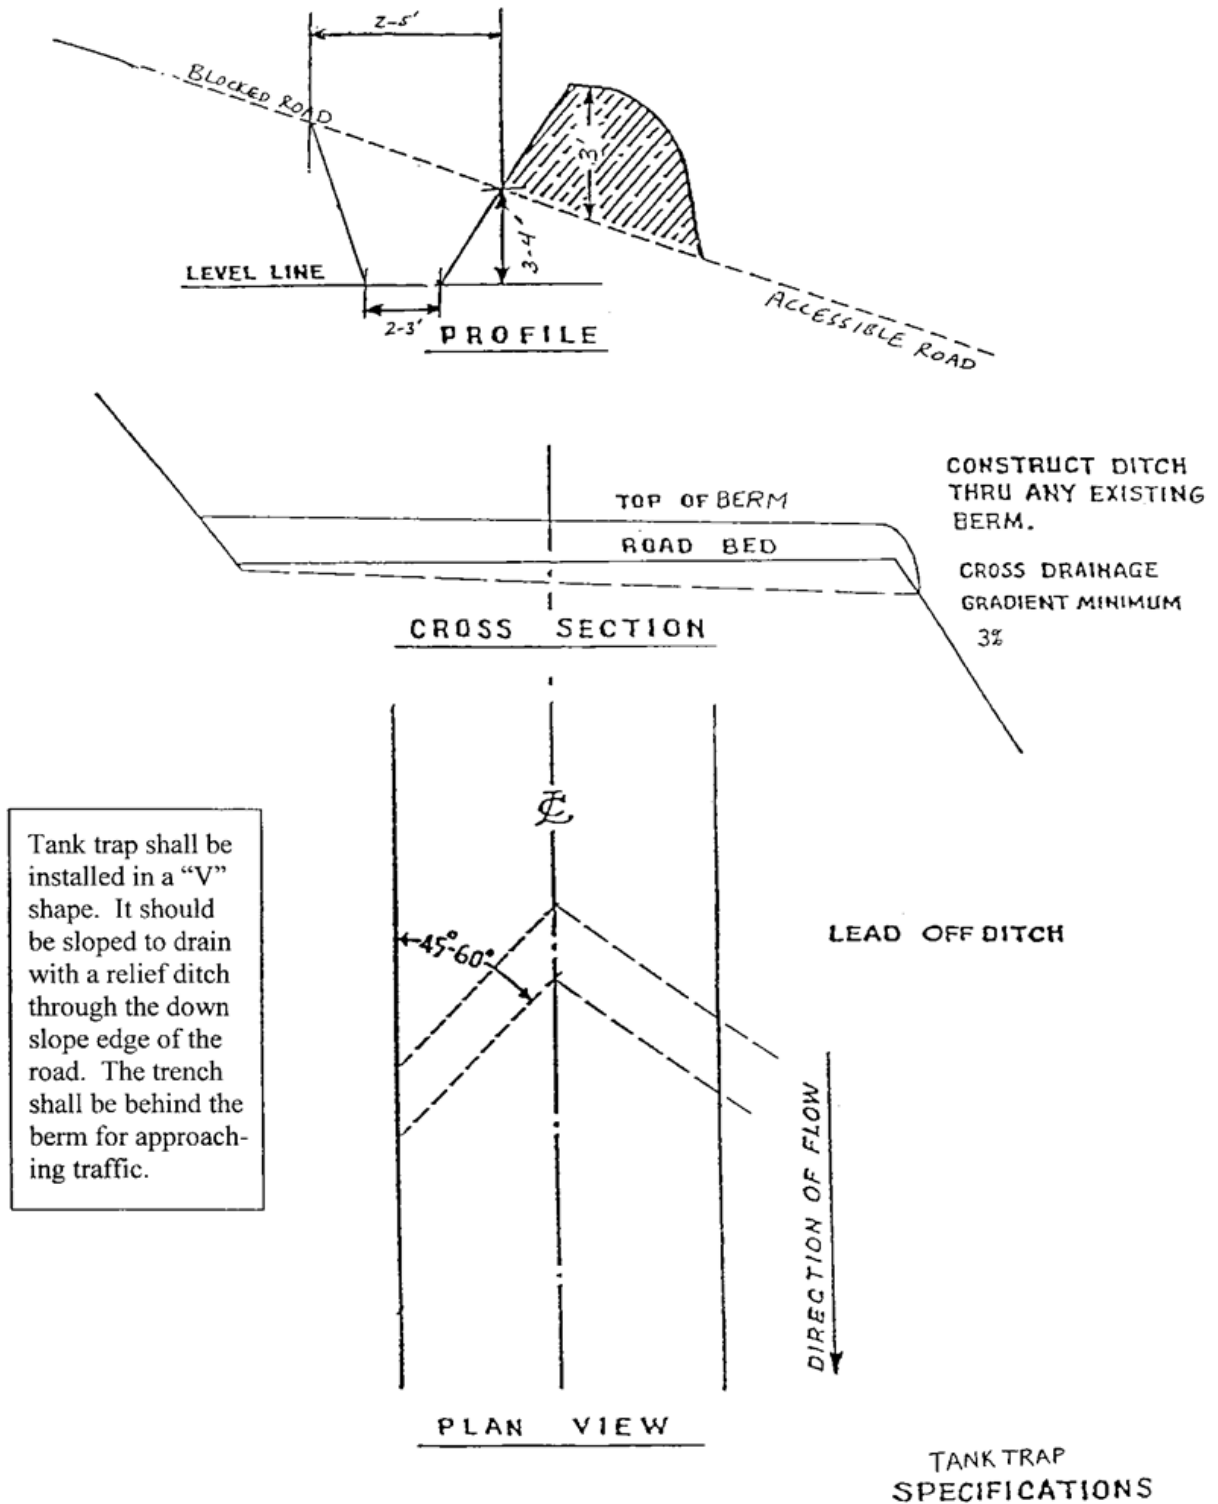 2-5'
BLOCKED ROAD
3'
3-4'
LEVEL LINE
2-3'
PROFILE
ACCESSIBLE ROAD
CONSTRUCT DITCH
THRU ANY EXISTING
BERM.
TOP OF BERM
ROAD BED
CROSS DRAINAGE
GRADIENT MINIMUM
3%
CROSS SECTION
℄
Tank trap shall be
installed in a “V”
shape. It should
be sloped to drain
with a relief ditch
through the down
slope edge of the
road. The trench
shall be behind the
berm for approach-
ing traffic.
45°-60°
LEAD OFF DITCH
DIRECTION OF FLOW
PLAN VIEW
TANK TRAP
SPECIFICATIONS